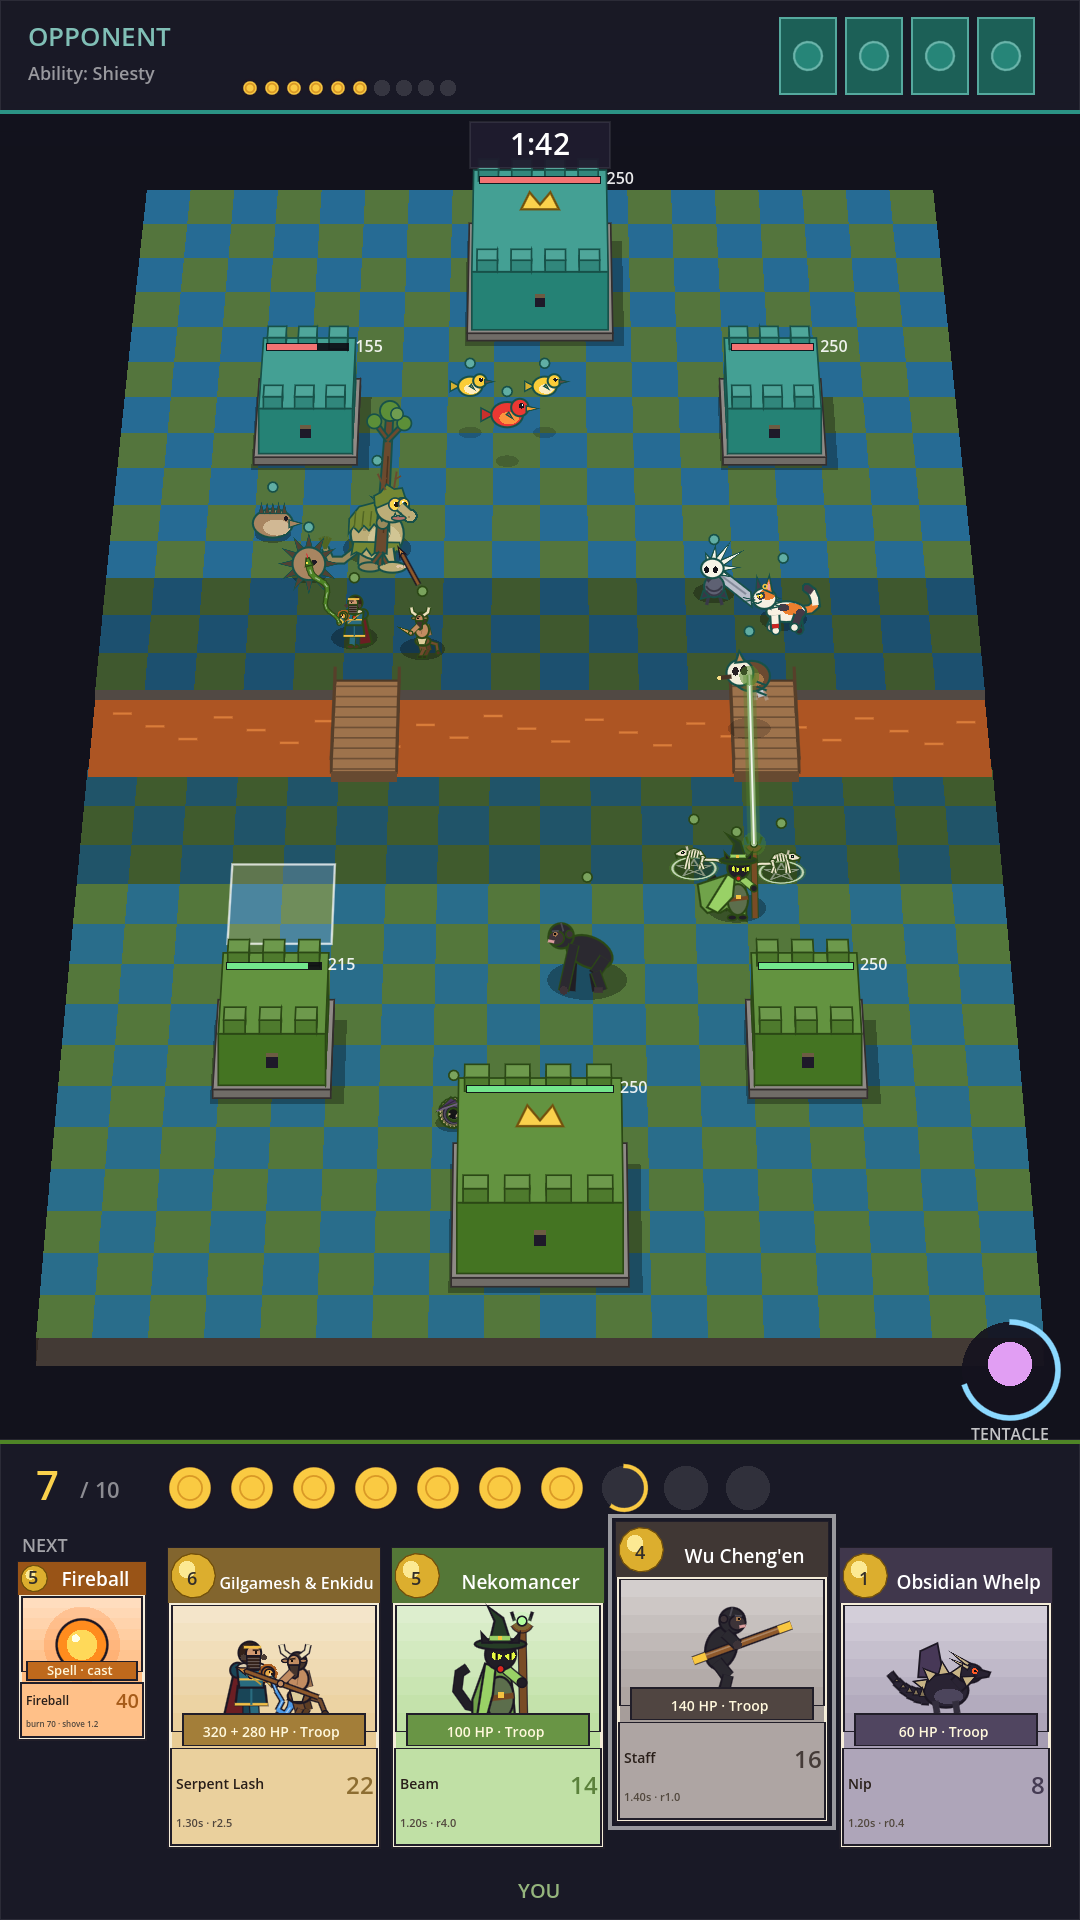 OPPONENT
Ability: Shiesty
1:42
250
155
250
215
250
250
TENTACLE
7 / 10
NEXT
5 Fireball
Spell · cast
Fireball 40
burn 70 · shove 1.2
6 Gilgamesh & Enkidu
320 + 280 HP · Troop
Serpent Lash 22
1.30s · r2.5
5 Nekomancer
100 HP · Troop
Beam 14
1.20s · r4.0
4 Wu Cheng'en
140 HP · Troop
Staff 16
1.40s · r1.0
1 Obsidian Whelp
60 HP · Troop
Nip 8
1.20s · r0.4
YOU